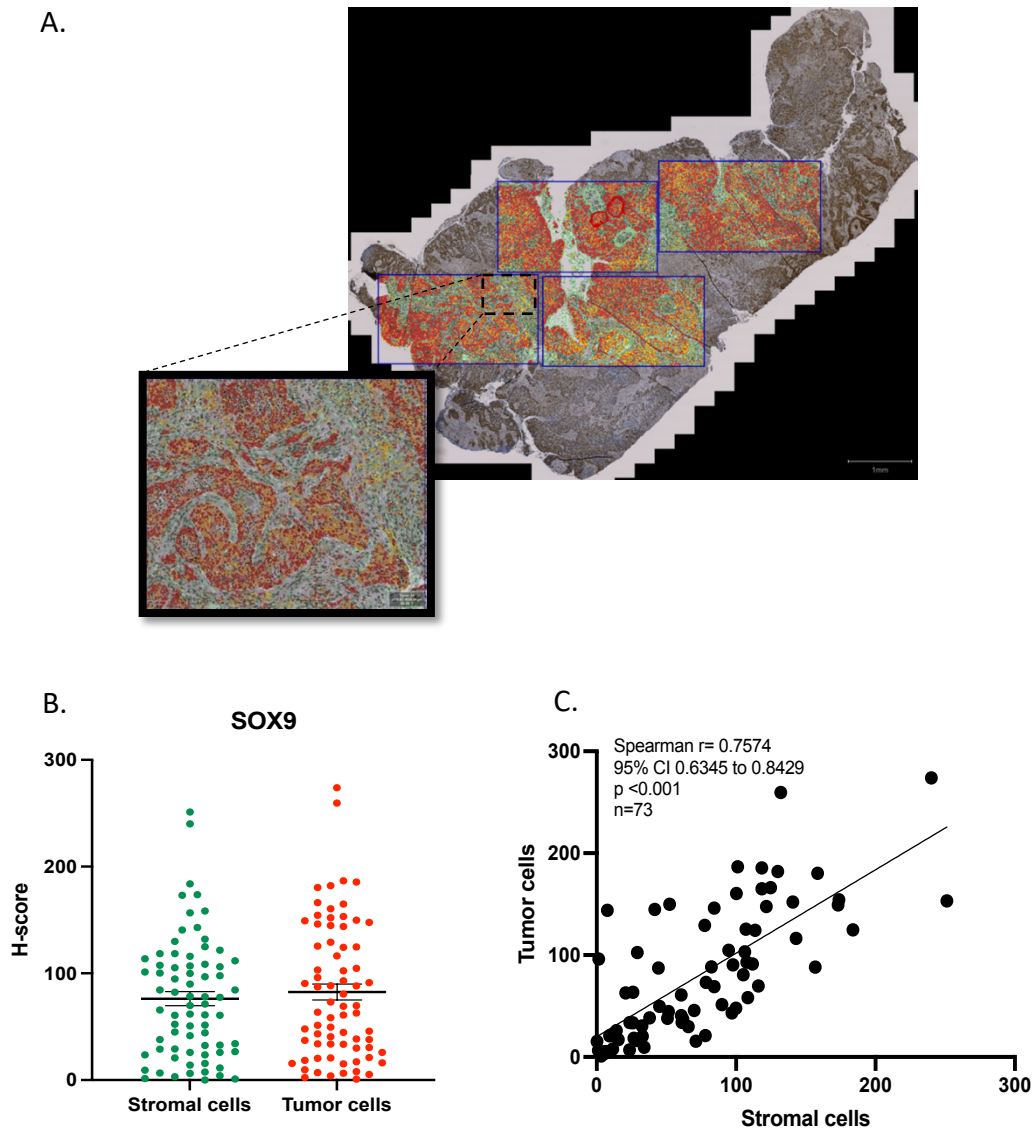 A.
1mm
B.
SOX9
300
200
100
0
H-score
Stromal cells
Tumor cells
C.
Spearman r= 0.7574
95% CI 0.6345 to 0.8429
p <0.001
n=73
300
200
100
0
Tumor cells
0
100
200
300
Stromal cells